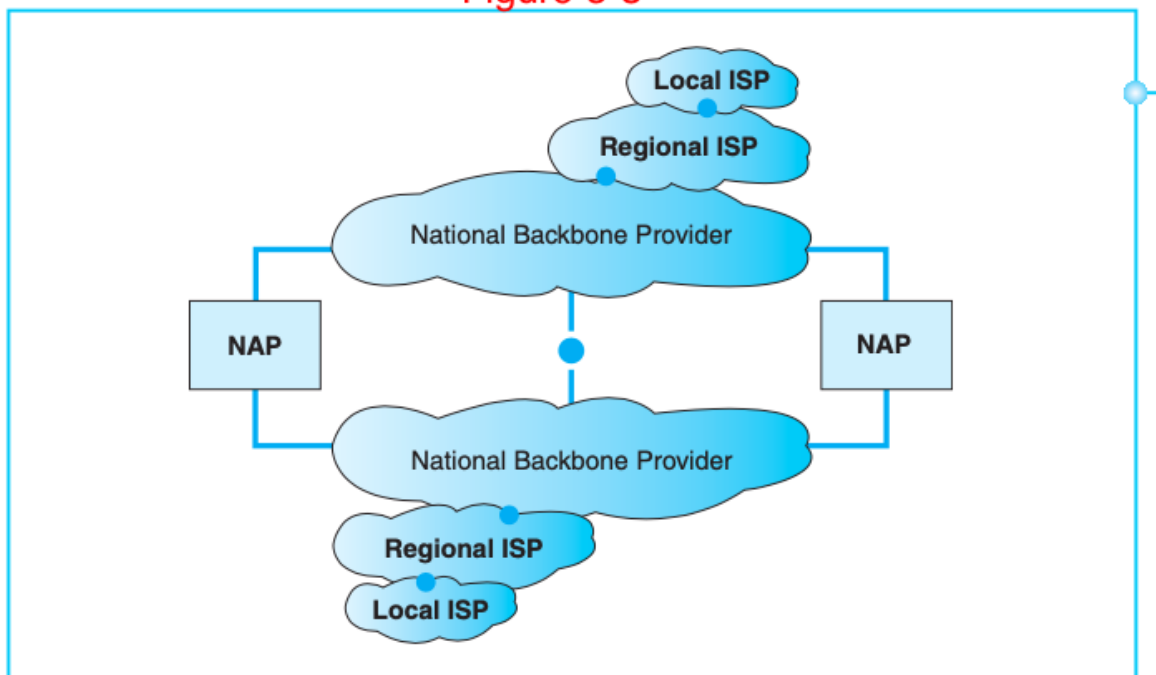 Local ISP
Regional ISP
National Backbone Provider
NAP
NAP
National Backbone Provider
Regional ISP
Local ISP